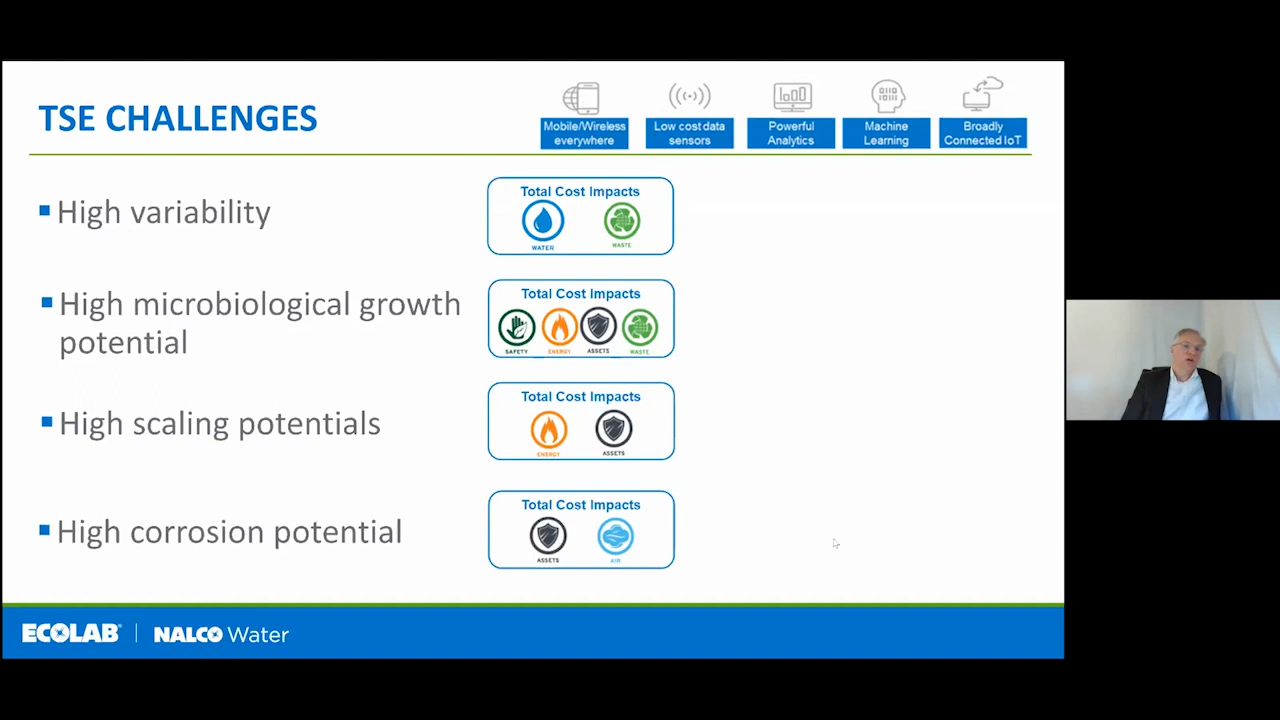 TSE CHALLENGES
Mobile/Wireless
everywhere
Low cost data
sensors
Powerful
Analytics
Machine
Learning
Broadly
Connected IoT
High variability
Total Cost Impacts
WATER
WASTE
High microbiological growth
potential
Total Cost Impacts
SAFETY
ENERGY
ASSETS
WASTE
High scaling potentials
Total Cost Impacts
ENERGY
ASSETS
High corrosion potential
Total Cost Impacts
ASSETS
AIR
ECOLAB® | NALCO Water